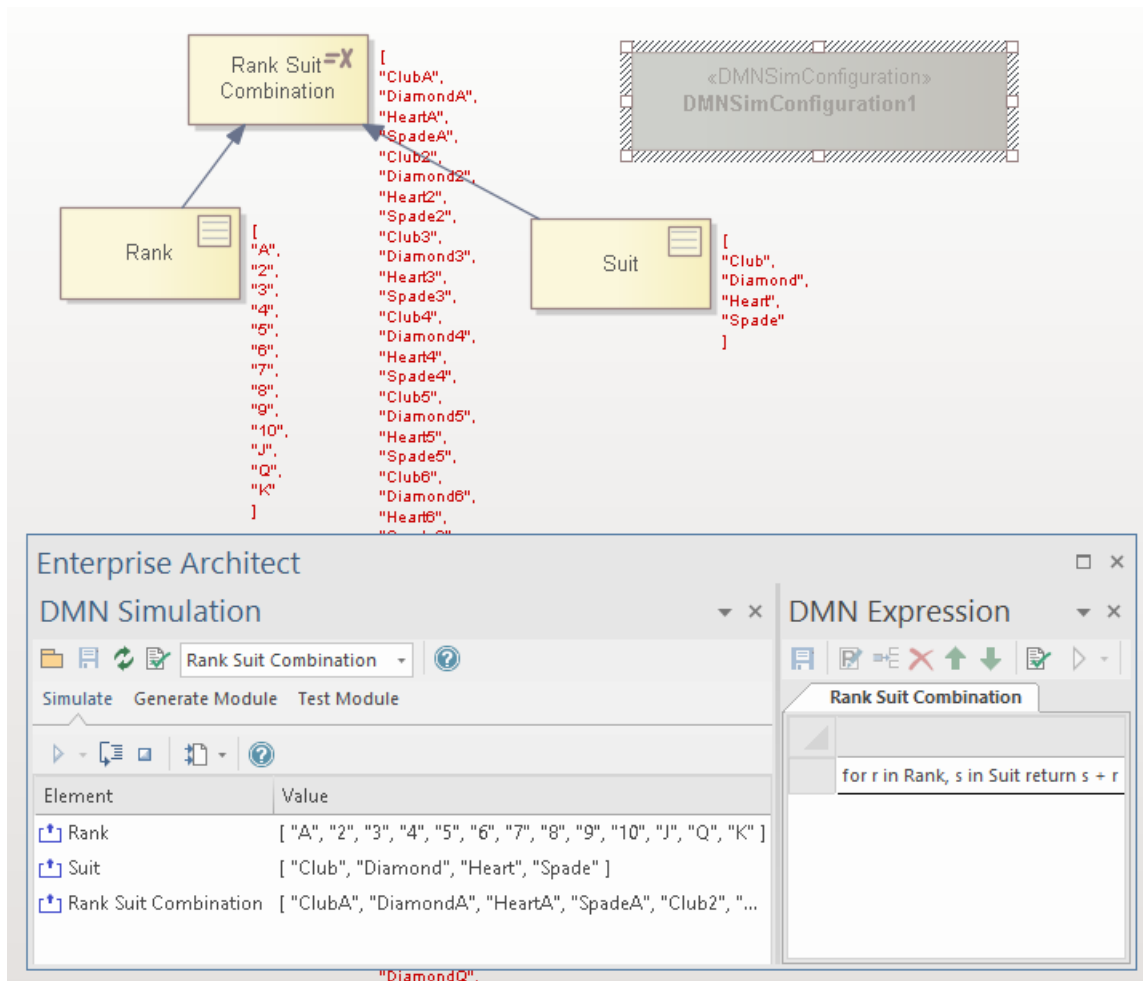 Rank Suit
Combination
[
"ClubA",
"DiamondA",
"HeartA",
"SpadeA",
"Club2",
"Diamond2",
"Heart2",
"Spade2",
"Club3",
"Diamond3",
"Heart3",
"Spade3",
"Club4",
"Diamond4",
"Heart4",
"Spade4",
"Club5",
"Diamond5",
"Heart5",
"Spade5",
"Club6",
"Diamond6",
"Heart6",
«DMNSimConfiguration»
DMNSimConfiguration1
Rank
[
"A",
"2",
"3",
"4",
"5",
"6",
"7",
"8",
"9",
"10",
"J",
"Q",
"K"
]
Suit
[
"Club",
"Diamond",
"Heart",
"Spade"
]
Enterprise Architect
DMN Simulation
Rank Suit Combination
Simulate Generate Module Test Module
Element Value
Rank [ "A", "2", "3", "4", "5", "6", "7", "8", "9", "10", "J", "Q", "K" ]
Suit [ "Club", "Diamond", "Heart", "Spade" ]
Rank Suit Combination [ "ClubA", "DiamondA", "HeartA", "SpadeA", "Club2", "...
DMN Expression
Rank Suit Combination
for r in Rank, s in Suit return s + r
"DiamondQ",